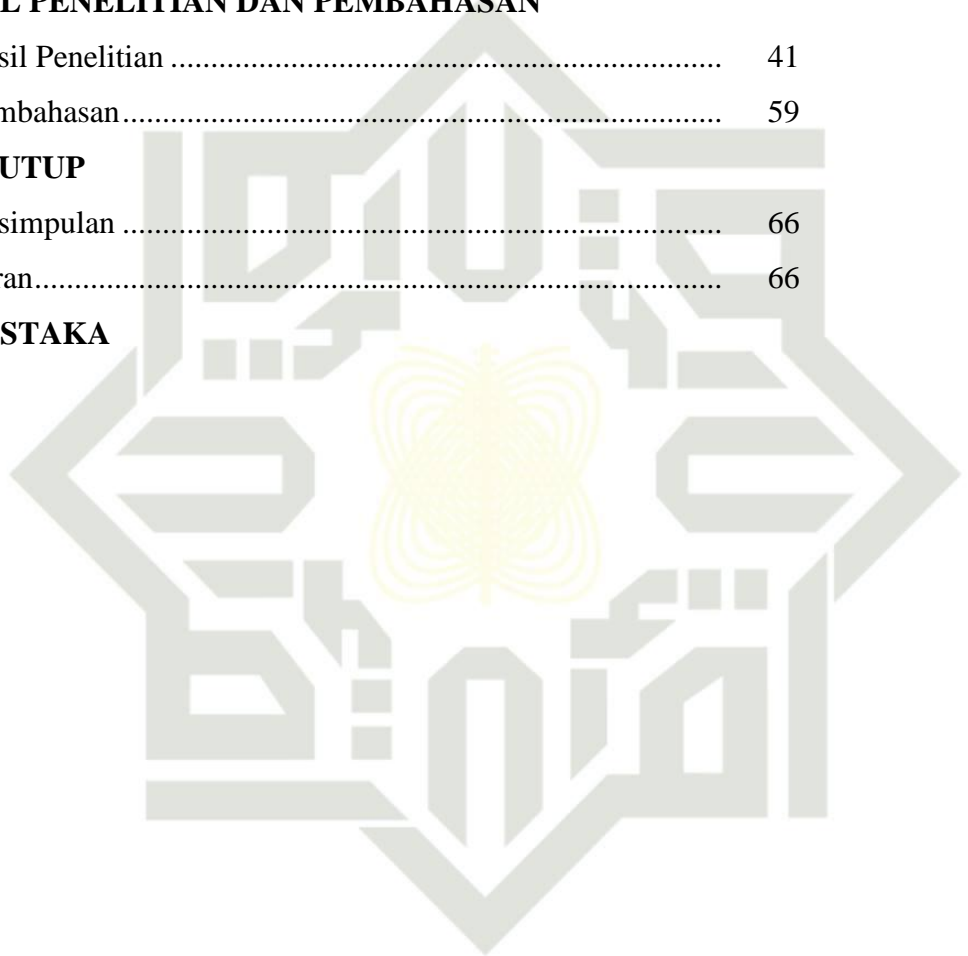 L PENELITIAN DAN PEMBAHASAN
sil Penelitian ..................................................................... 41
mbahasan........................................................................... 59
UTUP
simpulan ........................................................................... 66
ran...................................................................................... 66
STAKA